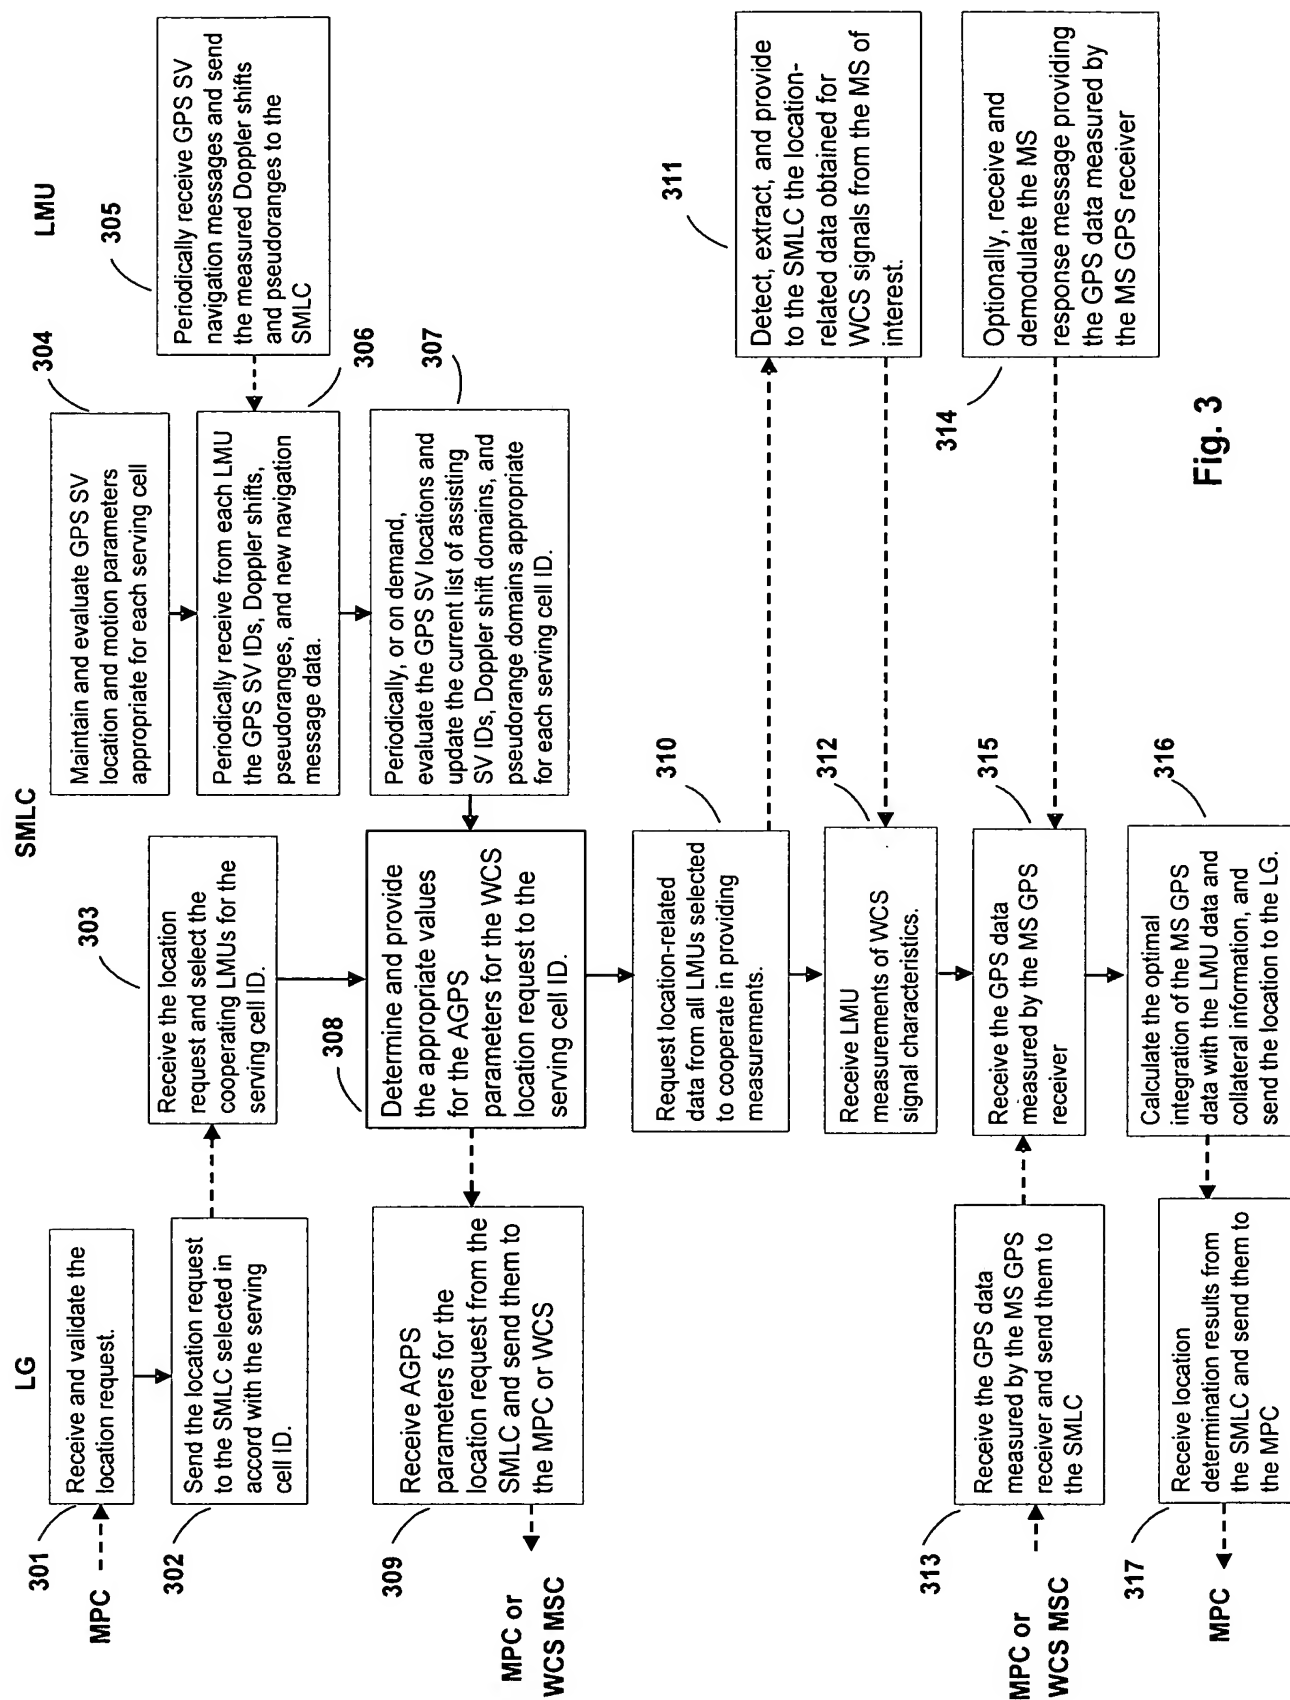 LG
SMLC
LMU
MPC
301
Receive and validate the
location request.
302
Send the location request
to the SMLC selected in
accord with the serving
cell ID.
303
Receive the location
request and select the
cooperating LMUs for the
serving cell ID.
304
Maintain and evaluate GPS SV
location and motion parameters
appropriate for each serving cell
305
Periodically receive GPS SV
navigation messages and send
the measured Doppler shifts
and pseudoranges to the
SMLC
306
Periodically receive from each LMU
the GPS SV IDs, Doppler shifts,
pseudoranges, and new navigation
message data.
307
Periodically, or on demand,
evaluate the GPS SV locations and
update the current list of assisting
SV IDs, Doppler shift domains, and
pseudorange domains appropriate
for each serving cell ID.
308
Determine and provide
the appropriate values
for the AGPS
parameters for the WCS
location request to the
serving cell ID.
309
Receive AGPS
parameters for the
location request from the
SMLC and send them to
the MPC or WCS
MPC or
WCS MSC
310
Request location-related
data from all LMUs selected
to cooperate in providing
measurements.
311
Detect, extract, and provide
to the SMLC the location-
related data obtained for
WCS signals from the MS of
interest.
312
Receive LMU
measurements of WCS
signal characteristics.
313
Receive the GPS data
measured by the MS GPS
receiver and send them to
the SMLC
MPC or
WCS MSC
314
Optionally, receive and
demodulate the MS
response message providing
the GPS data measured by
the MS GPS receiver
315
Receive the GPS data
measured by the MS GPS
receiver
316
Calculate the optimal
integration of the MS GPS
data with the LMU data and
collateral information, and
send the location to the LG.
317
Receive location
determination results from
the SMLC and send them to
the MPC
MPC
Fig. 3